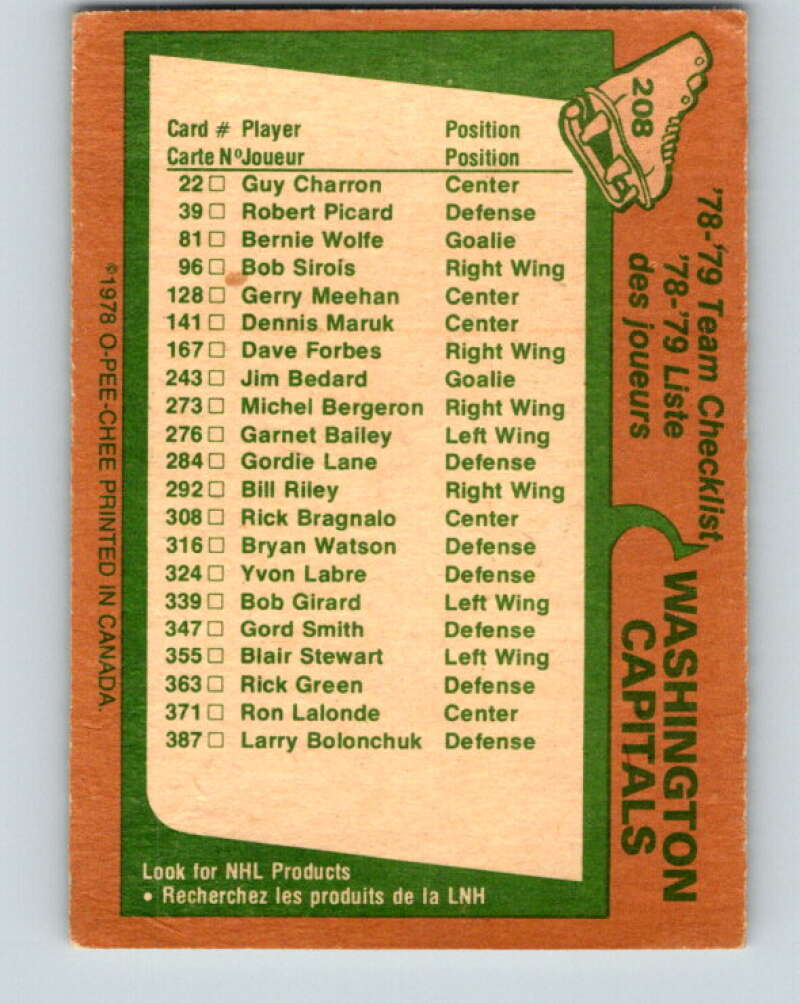 208
'78-'79 Team Checklist
'78-'79 Liste
des joueurs
WASHINGTON
CAPITALS
Card # Player Position
Carte Nº Joueur Position
22 □ Guy Charron Center
39 □ Robert Picard Defense
81 □ Bernie Wolfe Goalie
96 □ Bob Sirois Right Wing
128 □ Gerry Meehan Center
141 □ Dennis Maruk Center
167 □ Dave Forbes Right Wing
243 □ Jim Bedard Goalie
273 □ Michel Bergeron Right Wing
276 □ Garnet Bailey Left Wing
284 □ Gordie Lane Defense
292 □ Bill Riley Right Wing
308 □ Rick Bragnalo Center
316 □ Bryan Watson Defense
324 □ Yvon Labre Defense
339 □ Bob Girard Left Wing
347 □ Gord Smith Defense
355 □ Blair Stewart Left Wing
363 □ Rick Green Defense
371 □ Ron Lalonde Center
387 □ Larry Bolonchuk Defense
Look for NHL Products
• Recherchez les produits de la LNH
©1978 O-PEE-CHEE PRINTED IN CANADA.